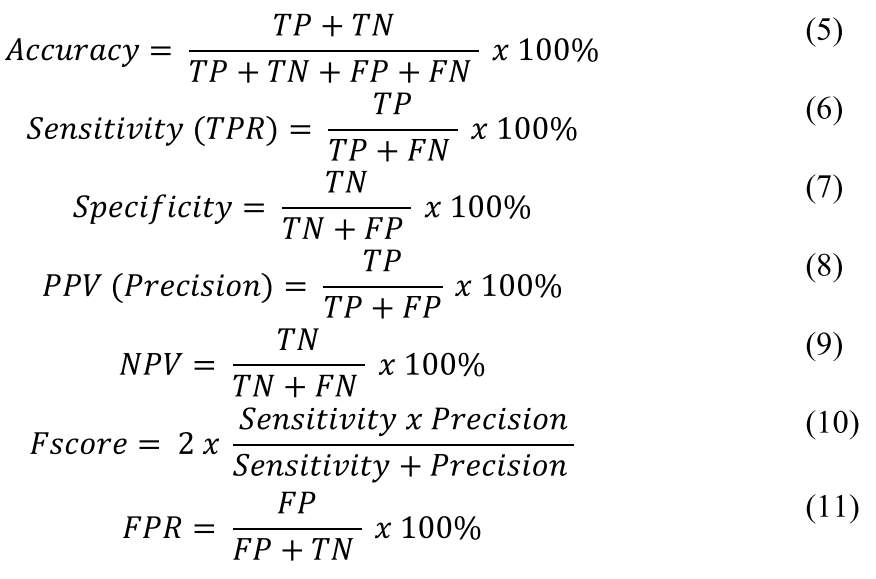 Accuracy = \frac{TP + TN}{TP + TN + FP + FN} x 100% (5)
Sensitivity (TPR) = \frac{TP}{TP + FN} x 100% (6)
Specificity = \frac{TN}{TN + FP} x 100% (7)
PPV (Precision) = \frac{TP}{TP + FP} x 100% (8)
NPV = \frac{TN}{TN + FN} x 100% (9)
Fscore = 2 x \frac{Sensitivity x Precision}{Sensitivity + Precision} (10)
FPR = \frac{FP}{FP + TN} x 100% (11)